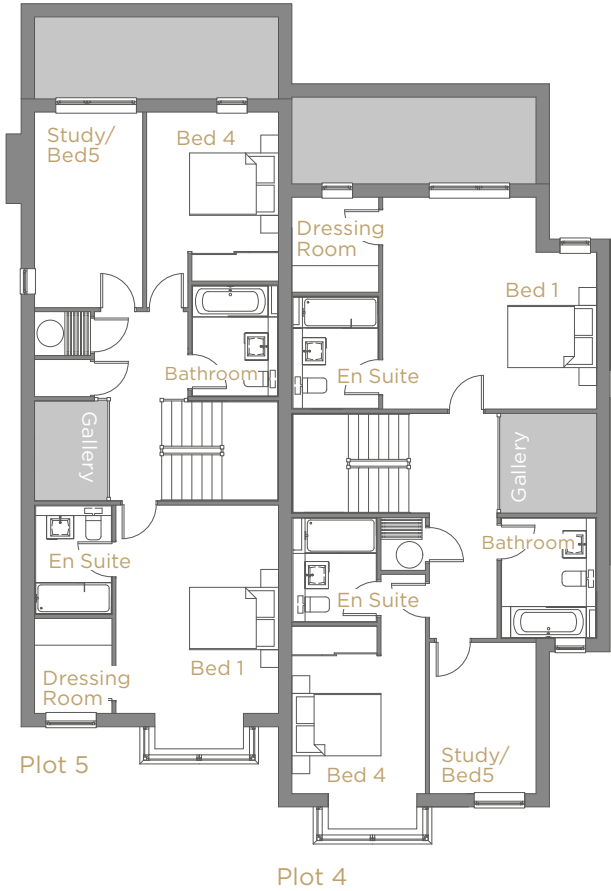 Study/
Bed5
Bed 4
Bathroom
Gallery
En Suite
Bed 1
Dressing
Room
Plot 5
Dressing
Room
Bed 1
En Suite
Gallery
Bathroom
En Suite
Bed 4
Study/
Bed5
Plot 4